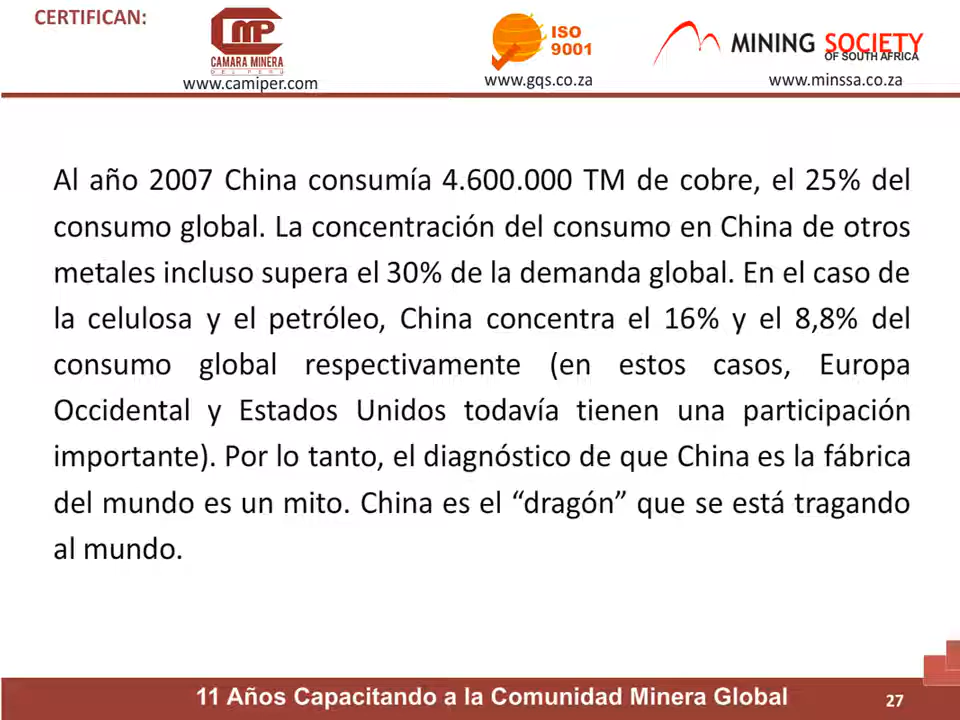 CERTIFICAN:
CMP
CAMARA MINERA
DEL PERU
www.camiper.com
ISO
9001
www.gqs.co.za
MINING SOCIETY
OF SOUTH AFRICA
www.minssa.co.za
Al año 2007 China consumía 4.600.000 TM de cobre, el 25% del
consumo global. La concentración del consumo en China de otros
metales incluso supera el 30% de la demanda global. En el caso de
la celulosa y el petróleo, China concentra el 16% y el 8,8% del
consumo global respectivamente (en estos casos, Europa
Occidental y Estados Unidos todavía tienen una participación
importante). Por lo tanto, el diagnóstico de que China es la fábrica
del mundo es un mito. China es el “dragón” que se está tragando
al mundo.
11 Años Capacitando a la Comunidad Minera Global
27